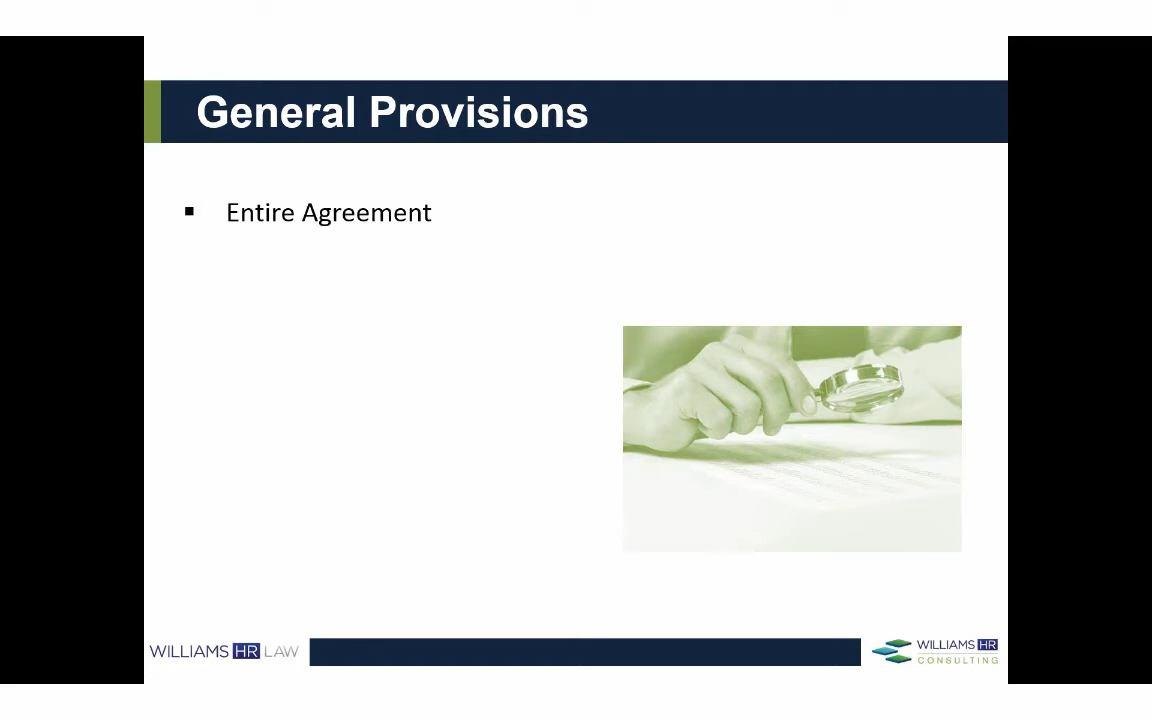 General Provisions
▪ Entire Agreement
WILLIAMS HR LAW
WILLIAMS HR
CONSULTING